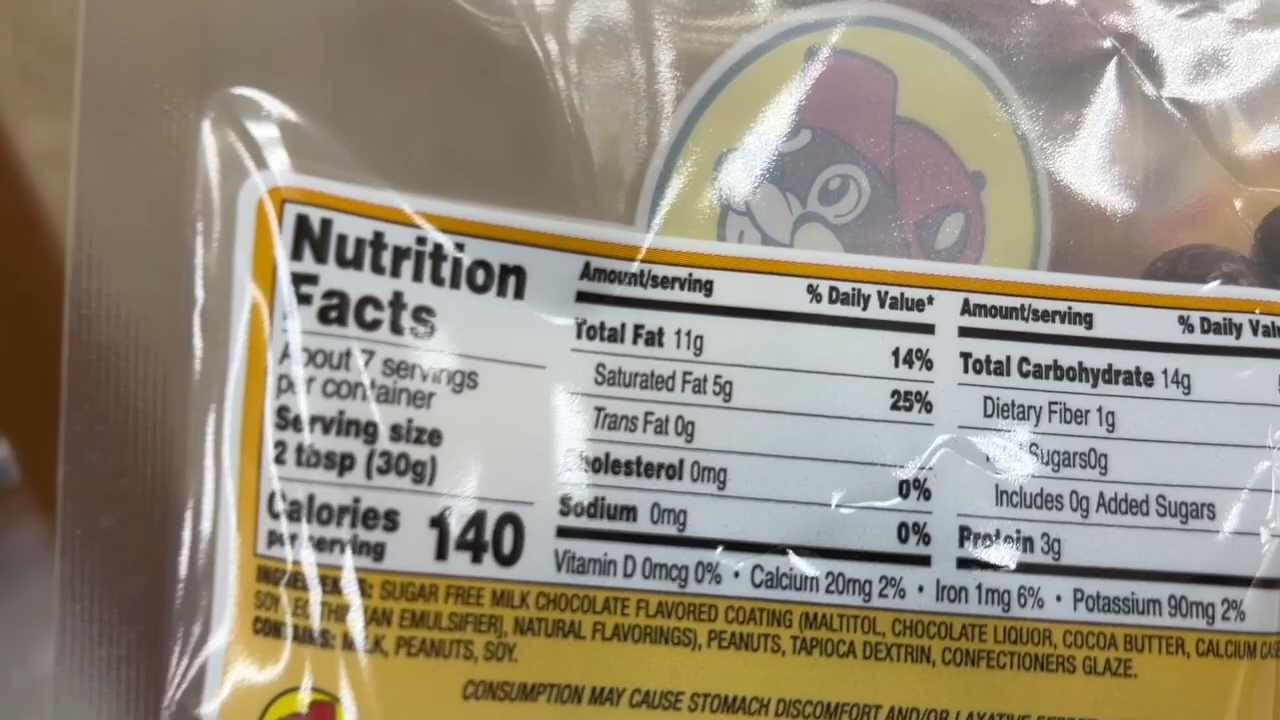 Nutrition
Facts
About 7 servings
per container
Serving size
2 tbsp (30g)
Calories
per serving
140
Amount/serving % Daily Value*
Total Fat 11g 14%
Saturated Fat 5g 25%
Trans Fat 0g
Cholesterol 0mg 0%
Sodium 0mg 0%
Amount/serving % Daily
Total Carbohydrate 14g
Dietary Fiber 1g
Sugars0g
Includes 0g Added Sugars
Protein 3g
Vitamin D 0mcg 0% • Calcium 20mg 2% • Iron 1mg 6% • Potassium 90mg 2%
INGREDIENTS: SUGAR FREE MILK CHOCOLATE FLAVORED COATING (MALTITOL, CHOCOLATE LIQUOR, COCOA BUTTER, CALCIUM
SOY LECITHIN [AN EMULSIFIER], NATURAL FLAVORINGS), PEANUTS, TAPIOCA DEXTRIN, CONFECTIONERS GLAZE.
CONTAINS: MILK, PEANUTS, SOY.
CONSUMPTION MAY CAUSE STOMACH DISCOMFORT AND/OR LAXATIVE